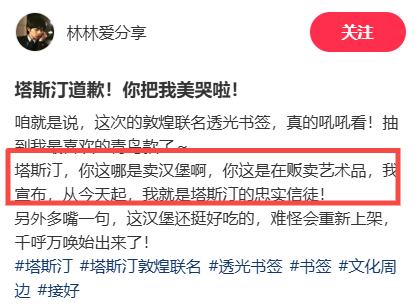 林林爱分享
关注
塔斯汀道歉！你把我美哭啦！
咱就是说，这次的敦煌联名透光书签，真的吼吼看！抽
到我最喜欢的青鸟款了~
塔斯汀，你这哪是卖汉堡啊，你这是在贩卖艺术品，我
宣布，从今天起，我就是塔斯汀的忠实信徒！
另外多嘴一句，这汉堡还挺好吃的，难怪会重新上架，
千呼万唤始出来了！
#塔斯汀 #塔斯汀敦煌联名 #透光书签 #书签 #文化周
边 #接好